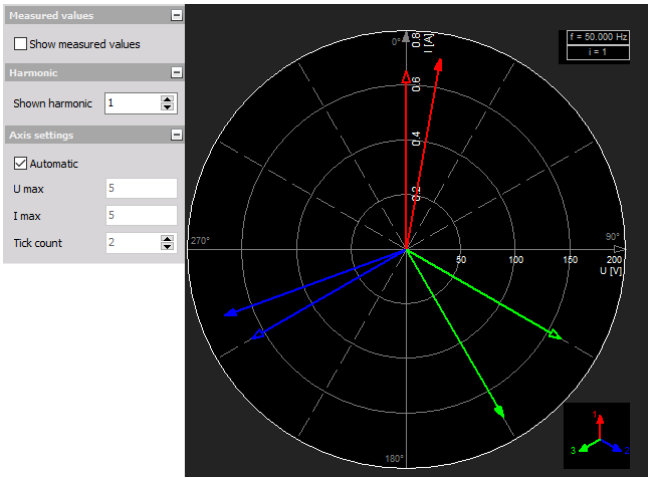 Measured values
Show measured values
Harmonic
Shown harmonic 1
Axis settings
Automatic
U max 5
I max 5
Tick count 2
0°
0.8
I [A]
0.6
0.4
0.2
f = 50.000 Hz
i = 1
270°
90°
50 100 150 200
U [V]
180°
1
3 2